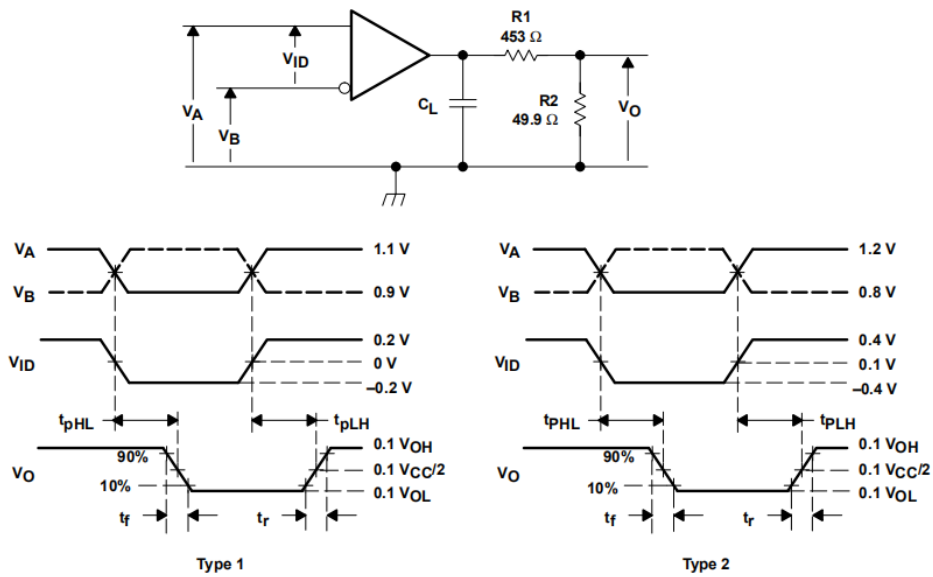 R1
453 Ω
VID
VA
VB
CL
R2
49.9 Ω
VO
VA
1.1 V
VB
0.9 V
0.2 V
VID
0 V
–0.2 V
tpHL
tpLH
VO
90%
10%
0.1 VOH
0.1 VCC/2
0.1 VOL
tf
tr
Type 1
VA
1.2 V
VB
0.8 V
0.4 V
VID
0.1 V
–0.4 V
tPHL
tPLH
VO
90%
10%
0.1 VOH
0.1 VCC/2
0.1 VOL
tf
tr
Type 2